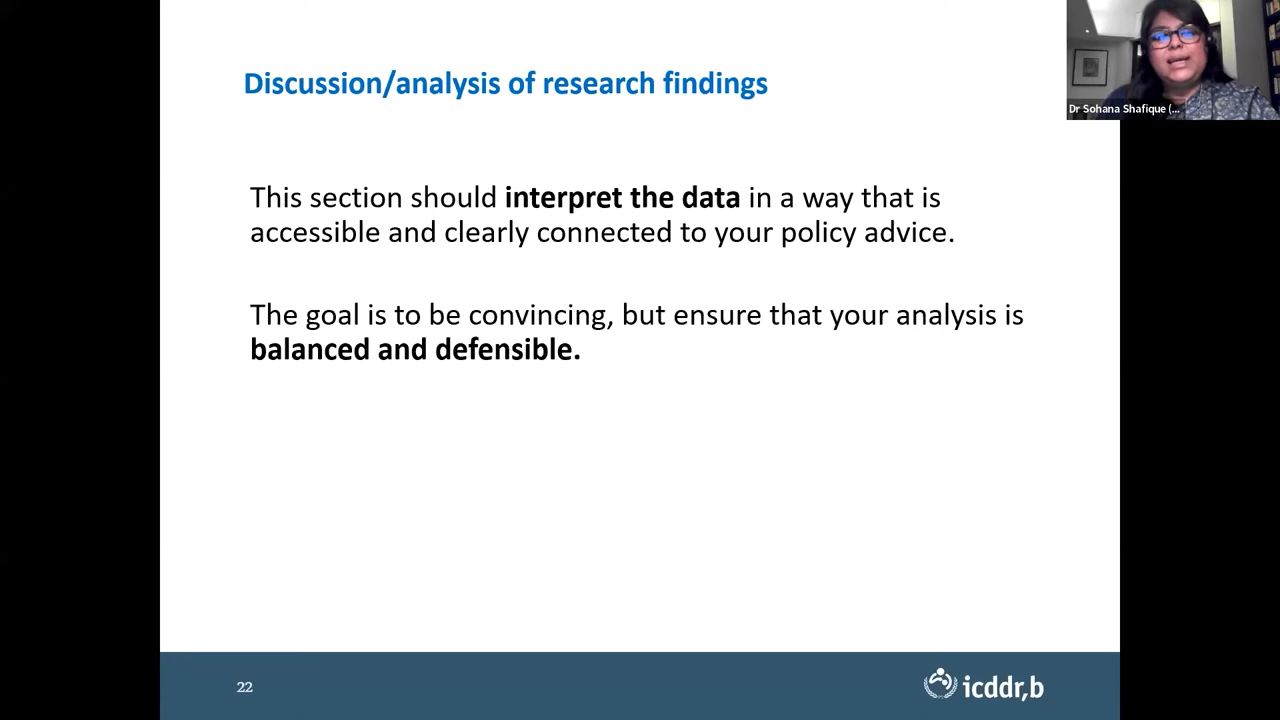 Discussion/analysis of research findings
Dr Sohana Shafique (...
This section should interpret the data in a way that is
accessible and clearly connected to your policy advice.
The goal is to be convincing, but ensure that your analysis is
balanced and defensible.
22
icddr,b